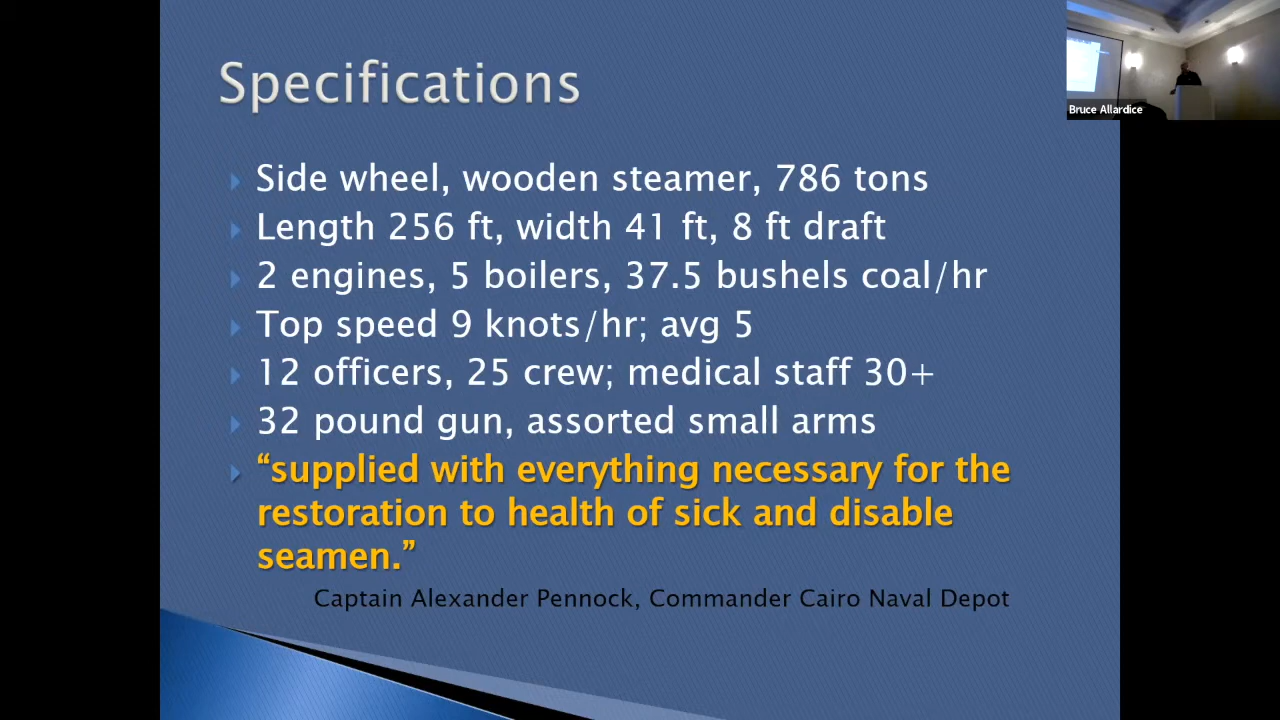 Specifications
Side wheel, wooden steamer, 786 tons
Length 256 ft, width 41 ft, 8 ft draft
2 engines, 5 boilers, 37.5 bushels coal/hr
Top speed 9 knots/hr; avg 5
12 officers, 25 crew; medical staff 30+
32 pound gun, assorted small arms
“supplied with everything necessary for the
restoration to health of sick and disable
seamen.”
Captain Alexander Pennock, Commander Cairo Naval Depot
Bruce Allardice